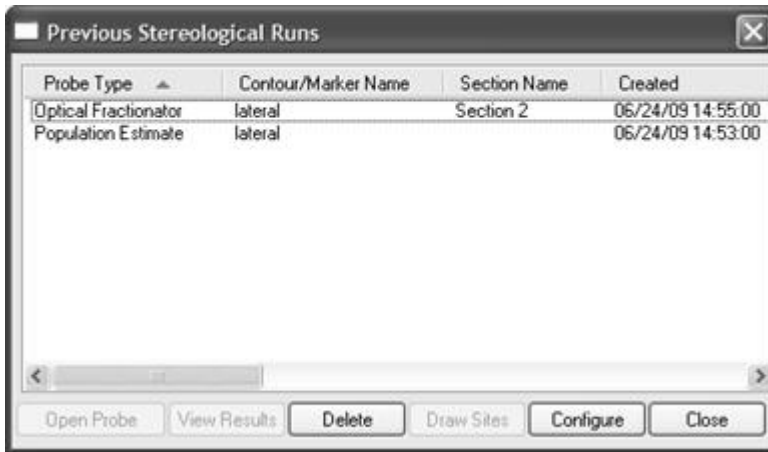 Previous Stereological Runs
Probe Type Contour/Marker Name Section Name Created
Optical Fractionator lateral Section 2 06/24/09 14:55:00
Population Estimate lateral 06/24/09 14:53:00
Open Probe View Results Delete Draw Sites Configure Close